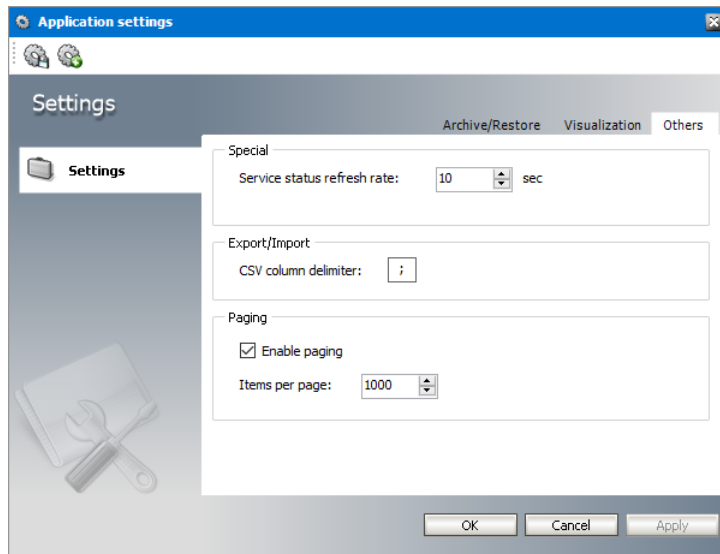 Application settings
Settings
Archive/Restore Visualization Others
Settings
Special
Service status refresh rate: 10 sec
Export/Import
CSV column delimiter: ;
Paging
Enable paging
Items per page: 1000
OK Cancel Apply